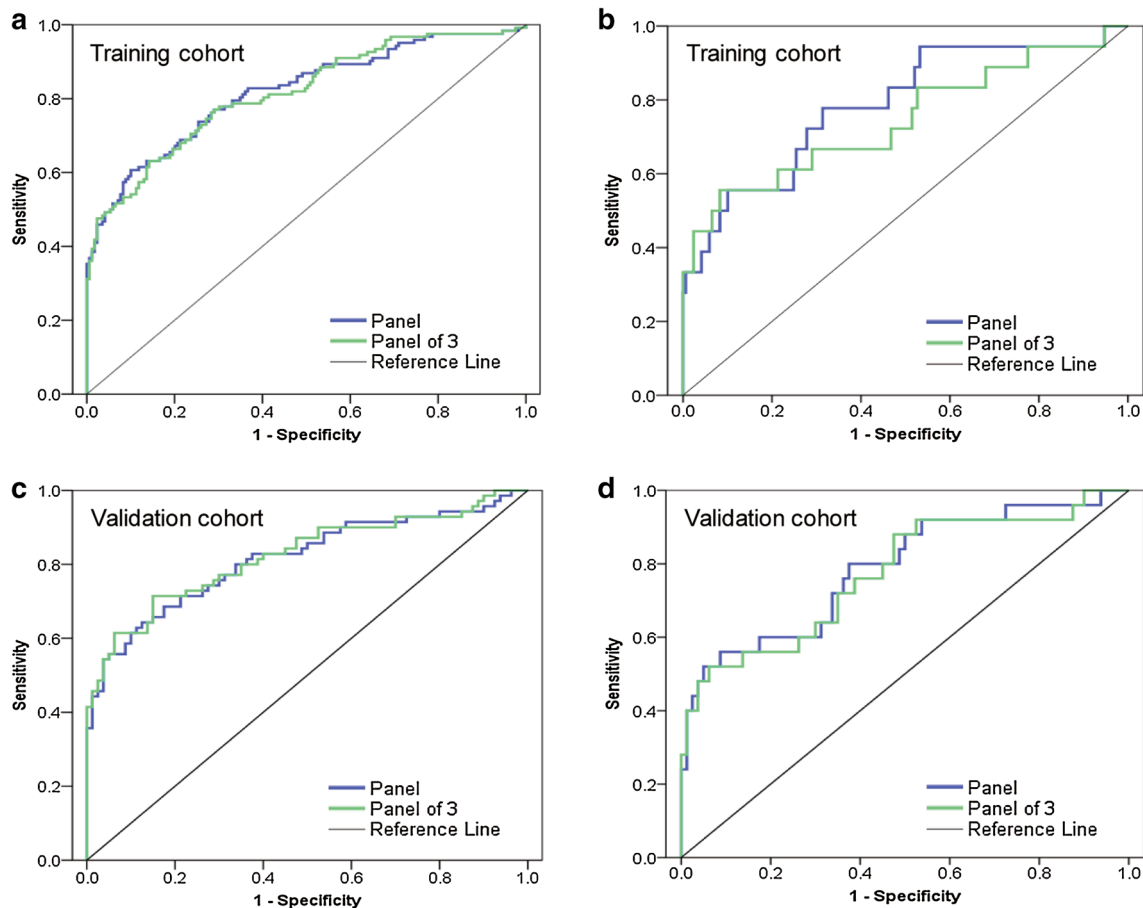 a
Training cohort
1.0
0.8
0.6
0.4
0.2
0.0
Sensitivity
Panel
Panel of 3
Reference Line
0.0 0.2 0.4 0.6 0.8 1.0
1 - Specificity
b
Training cohort
1.0
0.8
0.6
0.4
0.2
0.0
Sensitivity
Panel
Panel of 3
Reference Line
0.0 0.2 0.4 0.6 0.8 1.0
1 - Specificity
c
Validation cohort
1.0
0.8
0.6
0.4
0.2
0.0
Sensitivity
Panel
Panel of 3
Reference Line
0.0 0.2 0.4 0.6 0.8 1.0
1 - Specificity
d
Validation cohort
1.0
0.8
0.6
0.4
0.2
0.0
Sensitivity
Panel
Panel of 3
Reference Line
0.0 0.2 0.4 0.6 0.8 1.0
1 - Specificity